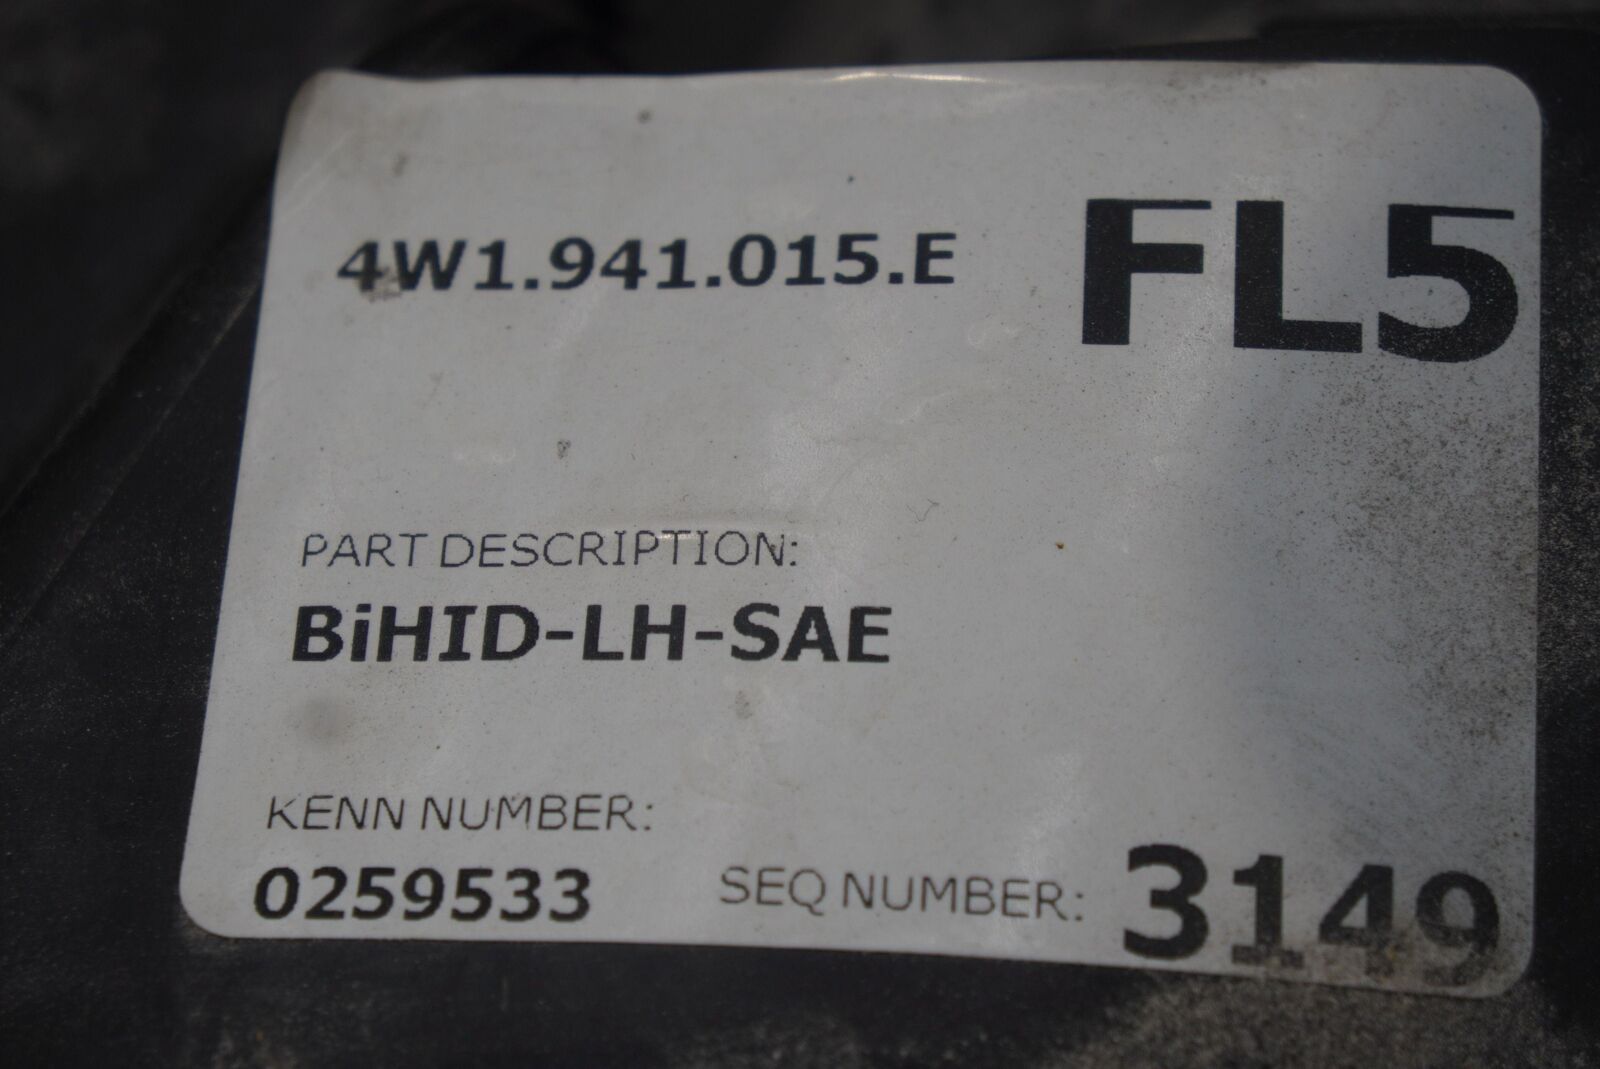 4W1.941.015.E
FL5
PART DESCRIPTION:
BiHID-LH-SAE
KENN NUMBER:
0259533
SEQ NUMBER: 3149